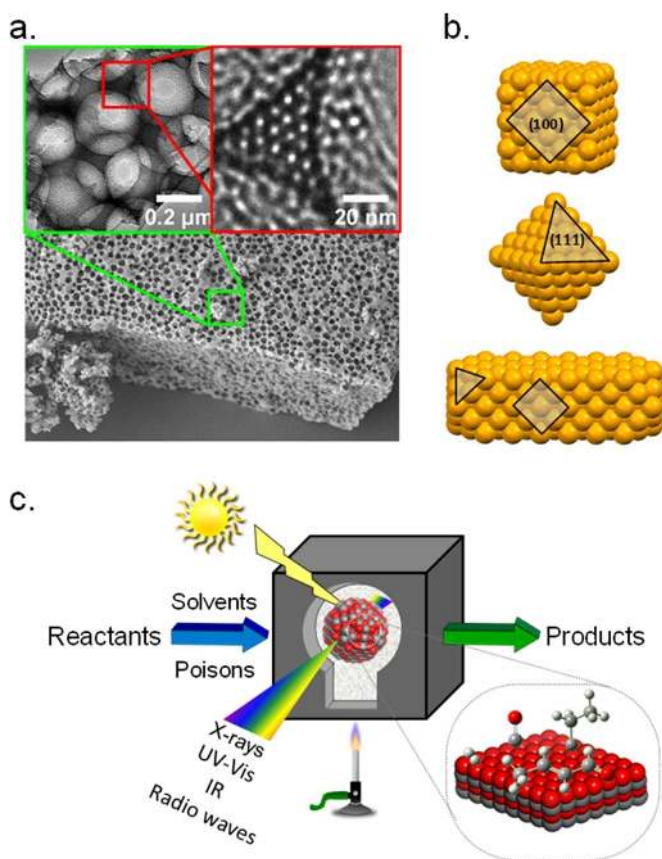 a.
0.2 µm
20 nm
b.
(100)
(111)
c.
Solvents
Reactants
Products
Poisons
X-rays
UV-Vis
IR
Radio waves